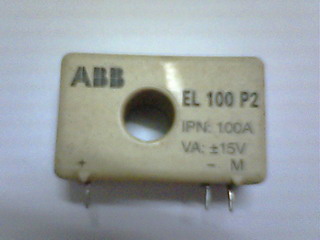 ABB
EL 100 P2
IPN: 100A
VA: ±15V
+ − M